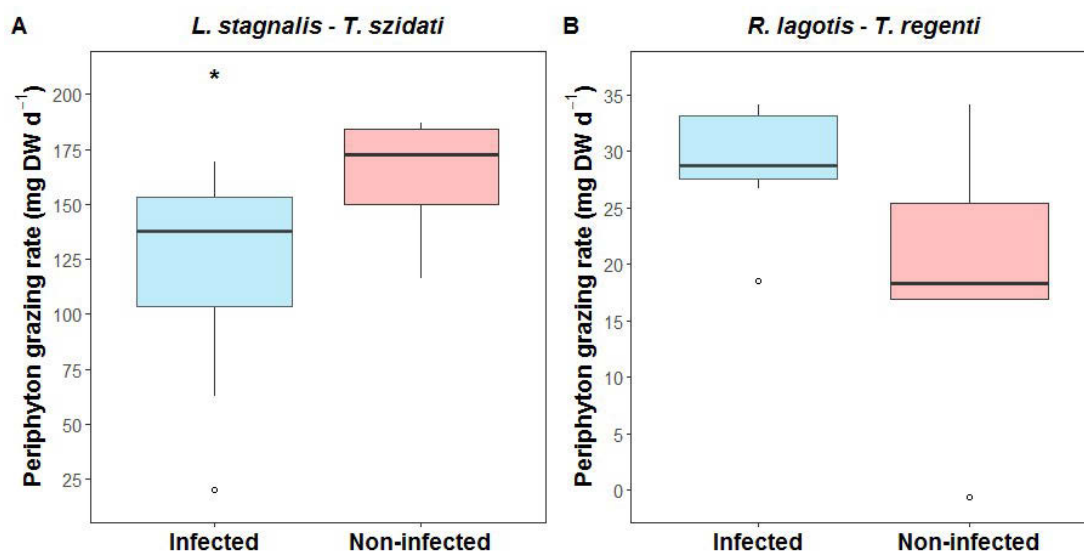 A
L. stagnalis - T. szidati
*
200
175
150
125
100
75
50
25
Periphyton grazing rate (mg DW d⁻¹)
Infected Non-infected
B
R. lagotis - T. regenti
35
30
25
20
15
10
5
0
Periphyton grazing rate (mg DW d⁻¹)
Infected Non-infected